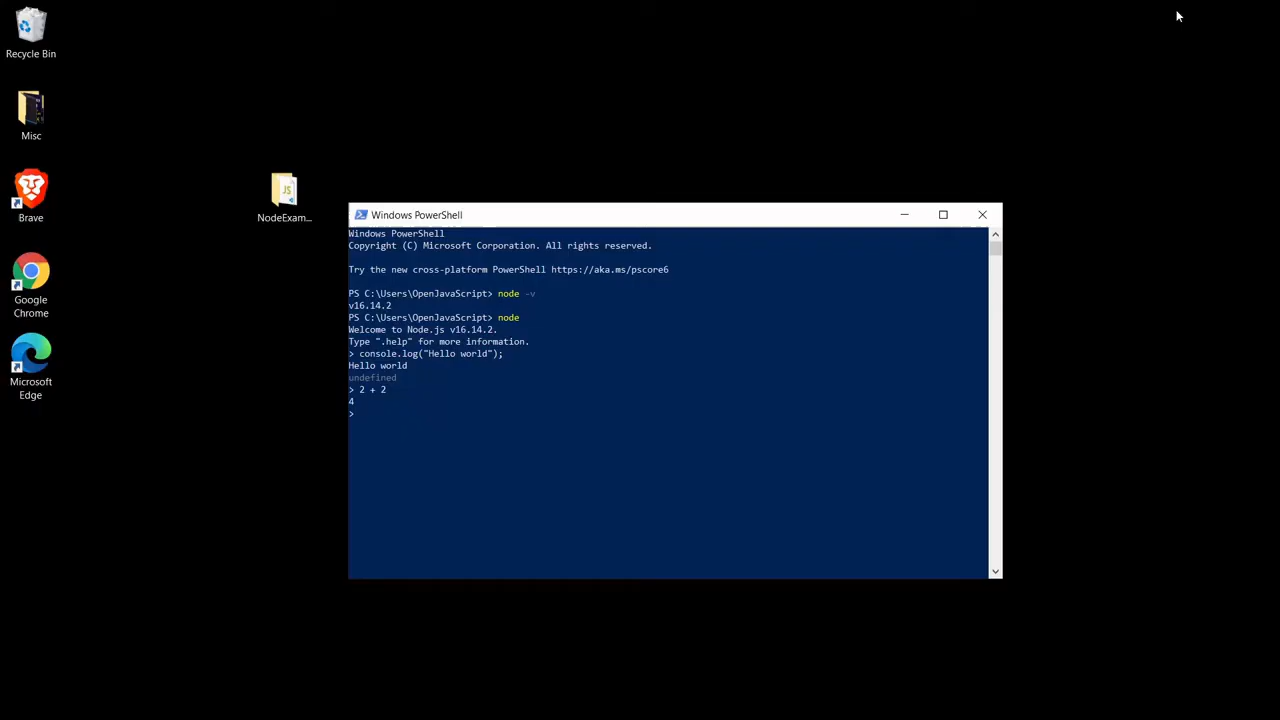 Recycle Bin
Misc
Brave
Google
Chrome
Microsoft
Edge
JS
NodeExam...
Windows PowerShell
Windows PowerShell
Copyright (C) Microsoft Corporation. All rights reserved.
Try the new cross-platform PowerShell https://aka.ms/pscore6
PS C:\Users\OpenJavaScript> node -v
v16.14.2
PS C:\Users\OpenJavaScript> node
Welcome to Node.js v16.14.2.
Type ".help" for more information.
> console.log("Hello world");
Hello world
undefined
> 2 + 2
4
>